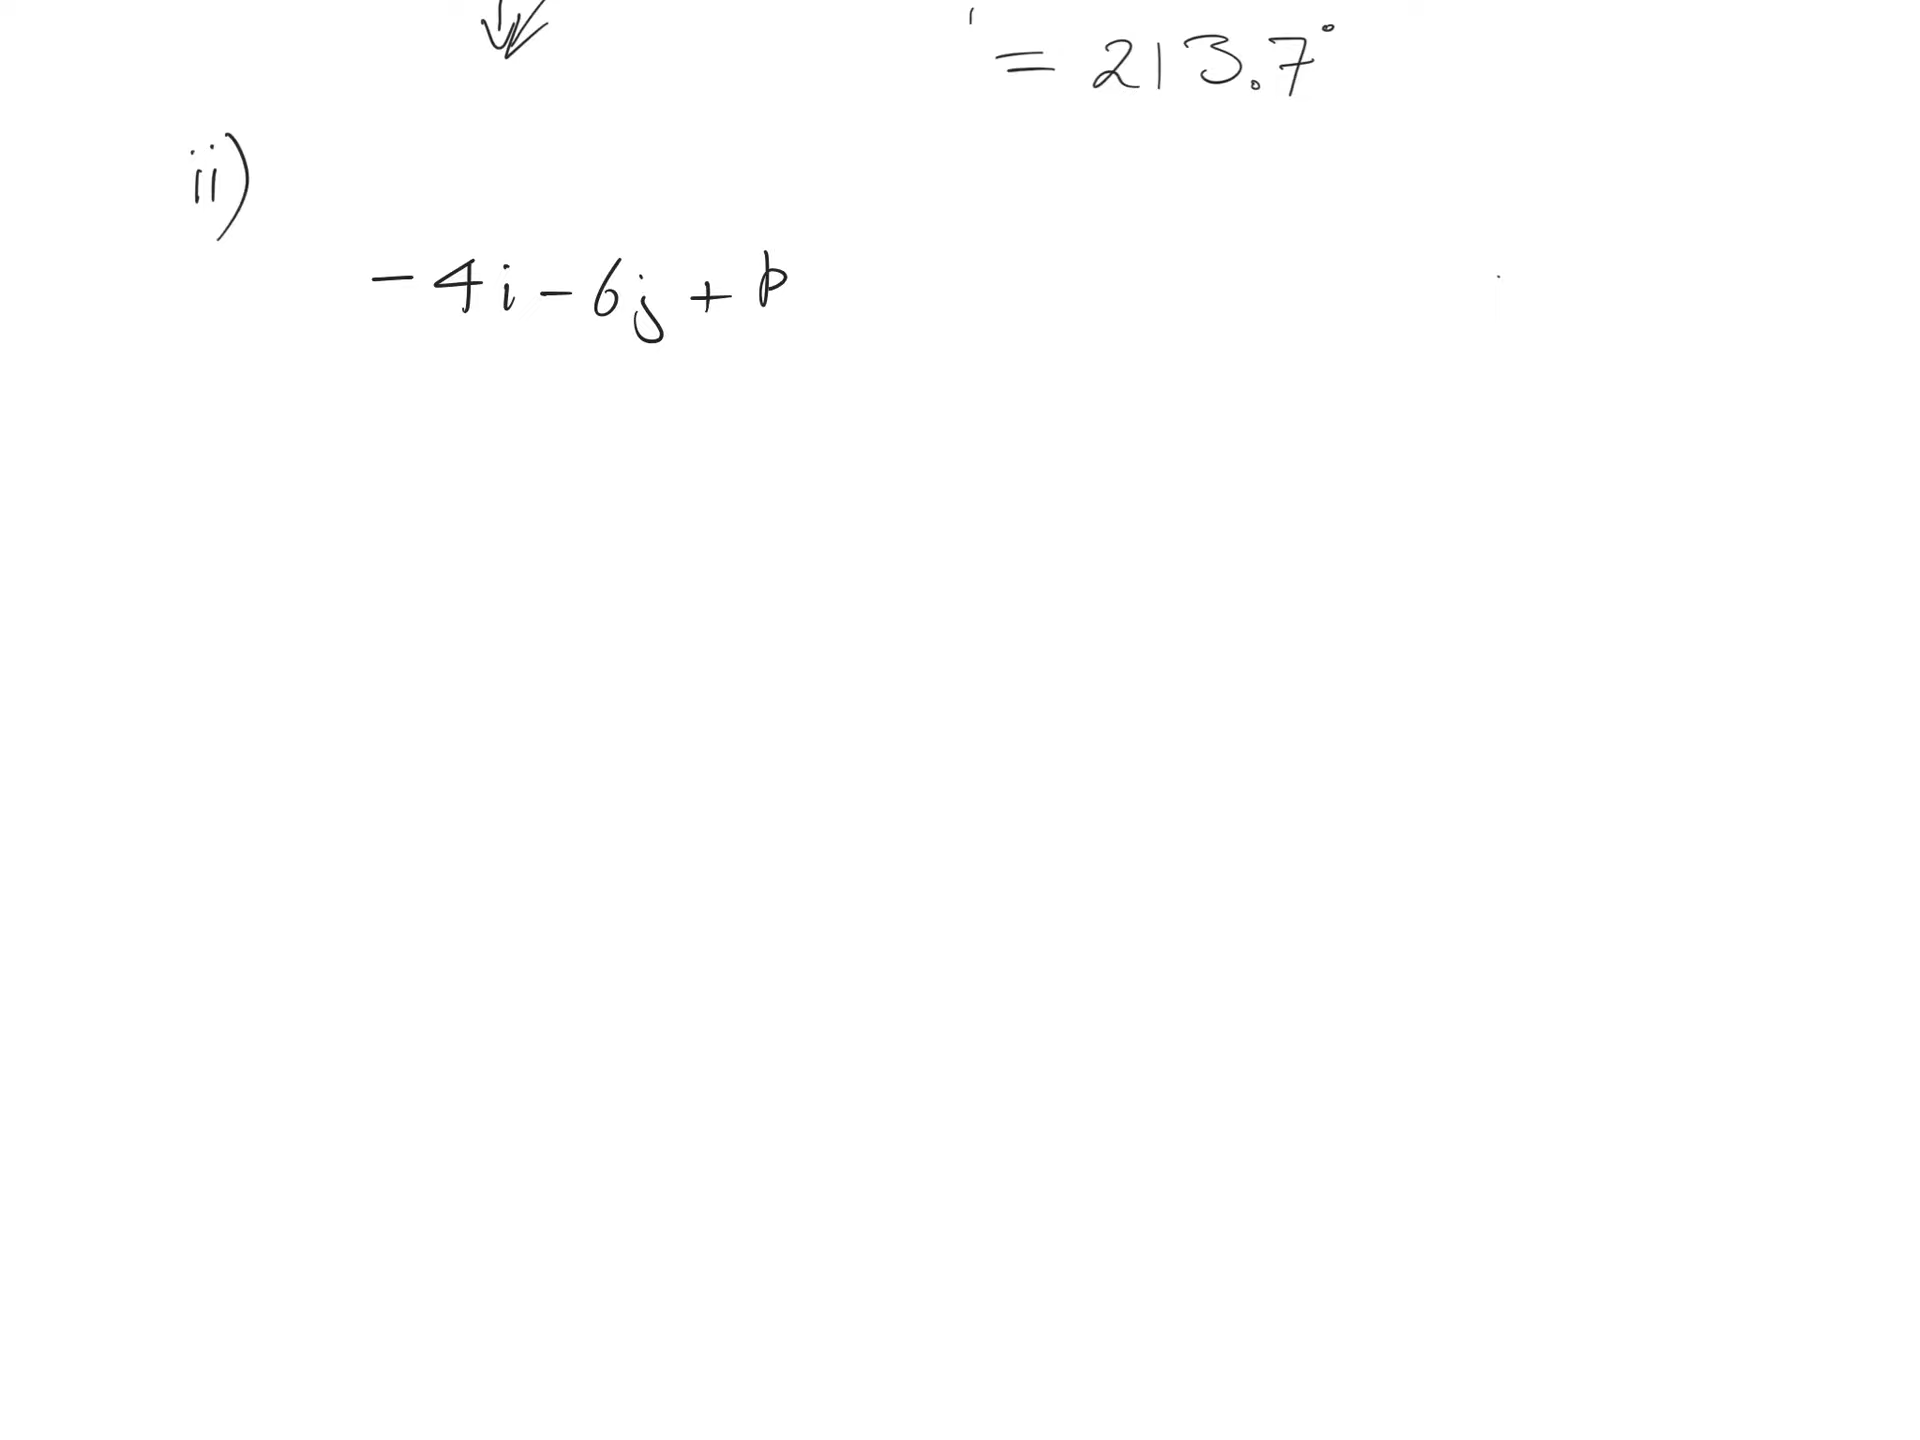 = 213.7°
ii)
-4i - 6j + p